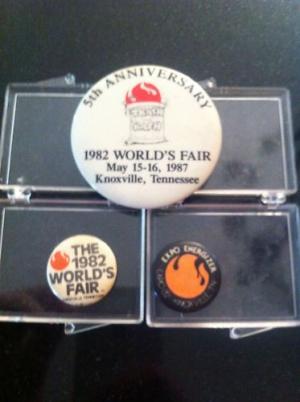 5th ANNIVERSARY
1982 WORLD'S FAIR
May 15-16, 1987
Knoxville, Tennessee
THE
1982
WORLD'S
FAIR
EXPO ENERGIZER